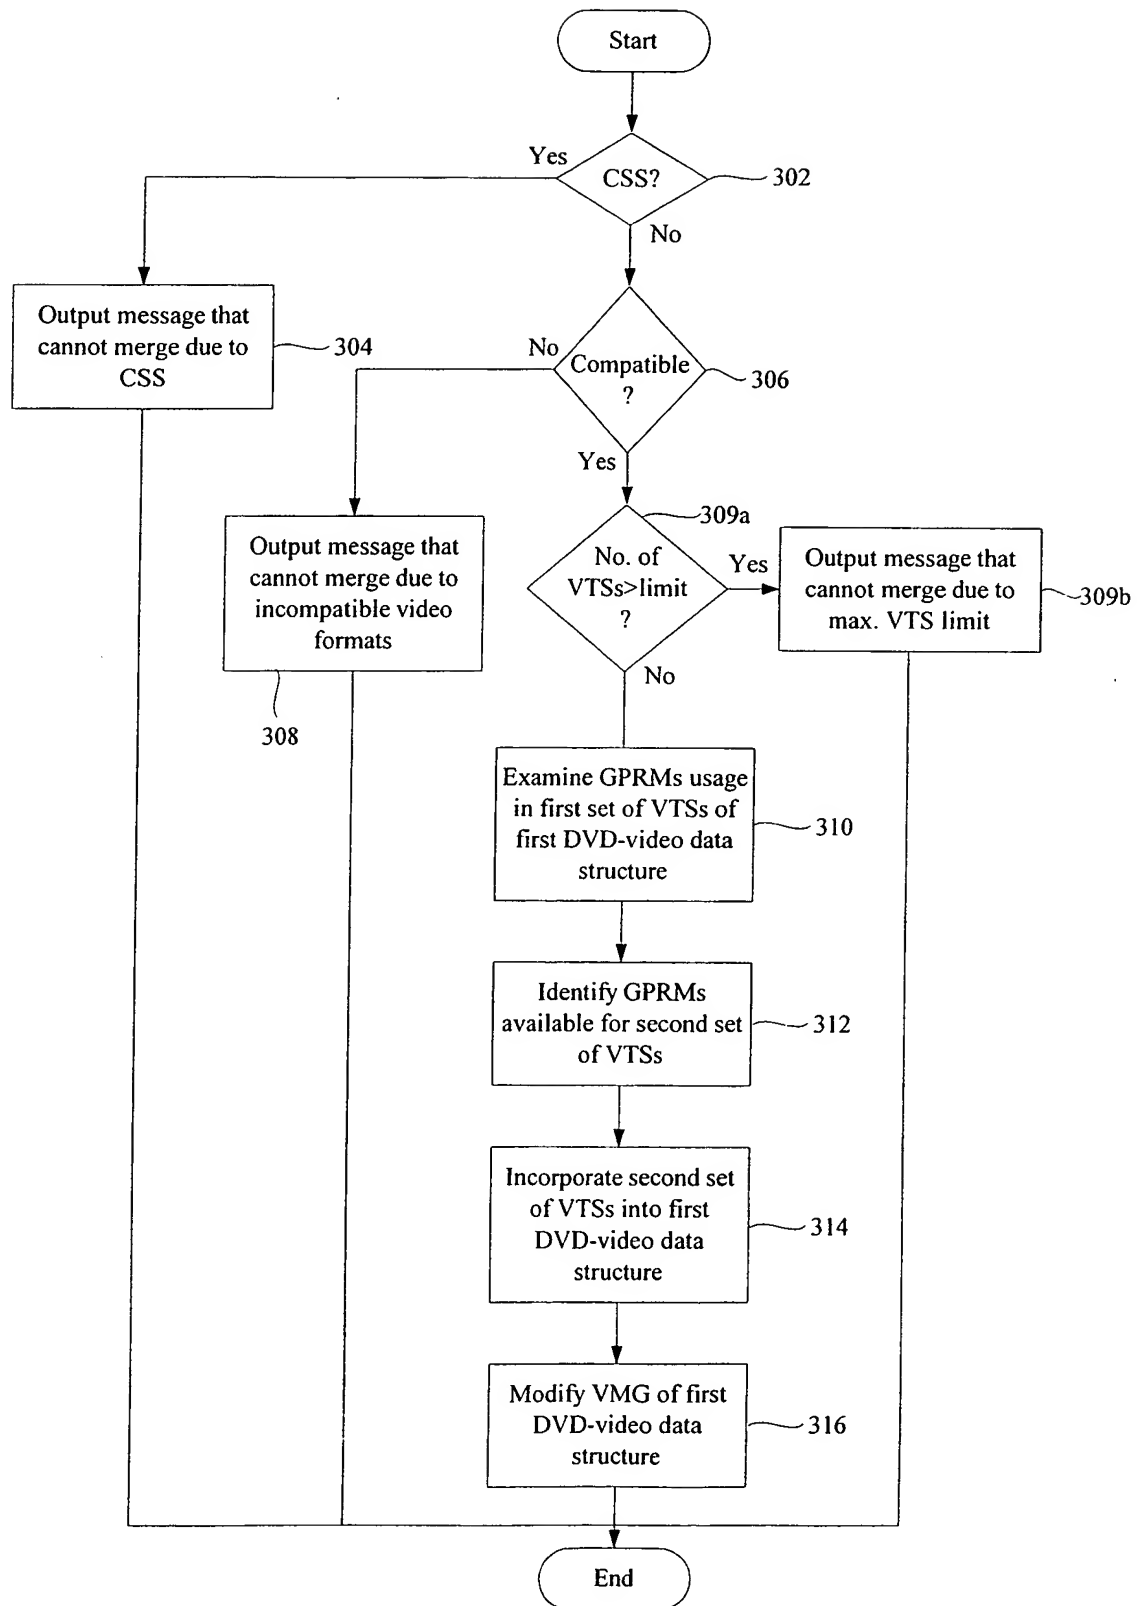 Start
Yes
CSS?
302
No
Output message that
cannot merge due to
CSS
304
No
Compatible
?
306
Yes
309a
No. of
VTSs>limit
?
Yes
Output message that
cannot merge due to
max. VTS limit
309b
Output message that
cannot merge due to
incompatible video
formats
308
No
Examine GPRMs usage
in first set of VTSs of
first DVD-video data
structure
310
Identify GPRMs
available for second set
of VTSs
312
Incorporate second set
of VTSs into first
DVD-video data
structure
314
Modify VMG of first
DVD-video data
structure
316
End